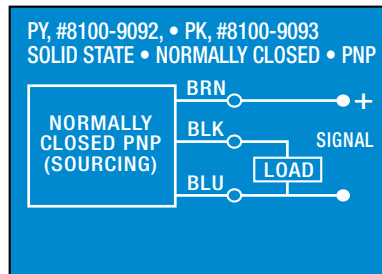 PY, #8100-9092, • PK, #8100-9093
SOLID STATE • NORMALLY CLOSED • PNP
BRN
+
NORMALLY
CLOSED PNP
(SOURCING)
BLK
SIGNAL
LOAD
BLU